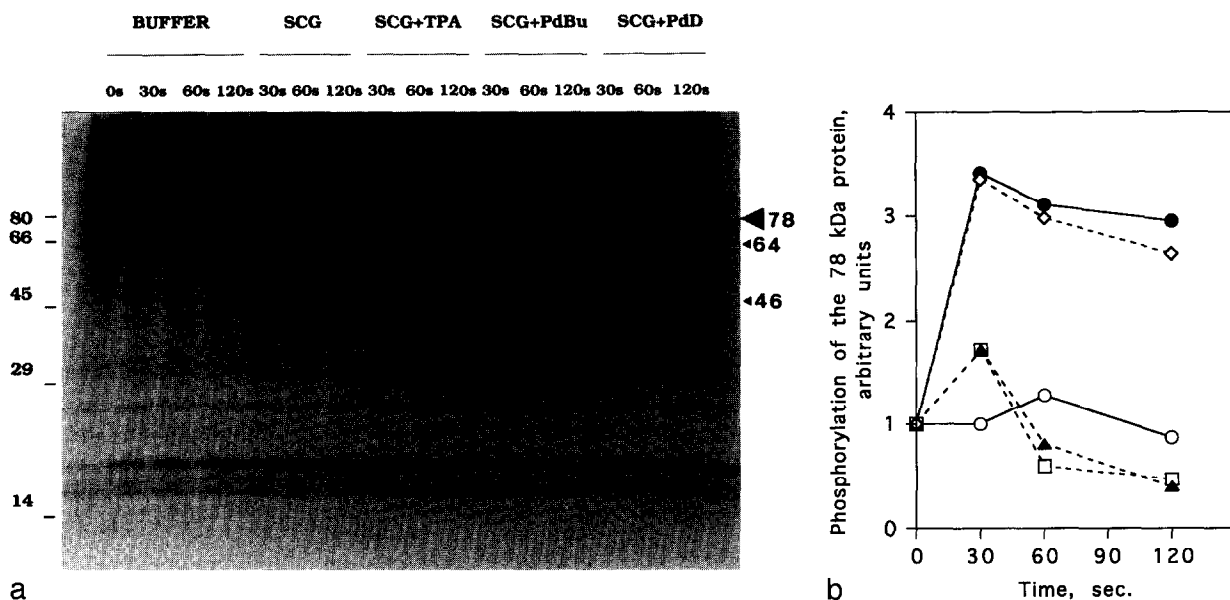 BUFFER SCG SCG+TPA SCG+PdBu SCG+PdD
0s 30s 60s 120s 30s 60s 120s 30s 60s 120s 30s 60s 120s 30s 60s 120s
80
66
45
29
14
78
64
46
a
Phosphorylation of the 78 kDa protein,
arbitrary units
4
3
2
1
0
0 30 60 90 120
Time, sec.
b